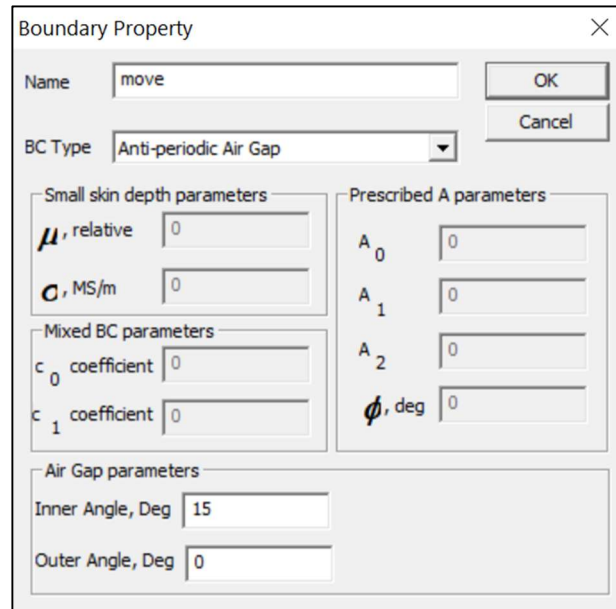 Boundary Property
Name move OK
Cancel
BC Type Anti-periodic Air Gap
Small skin depth parameters
μ, relative 0
σ, MS/m 0
Mixed BC parameters
c 0 coefficient 0
c 1 coefficient 0
Prescribed A parameters
A 0 0
A 1 0
A 2 0
ϕ, deg 0
Air Gap parameters
Inner Angle, Deg 15
Outer Angle, Deg 0